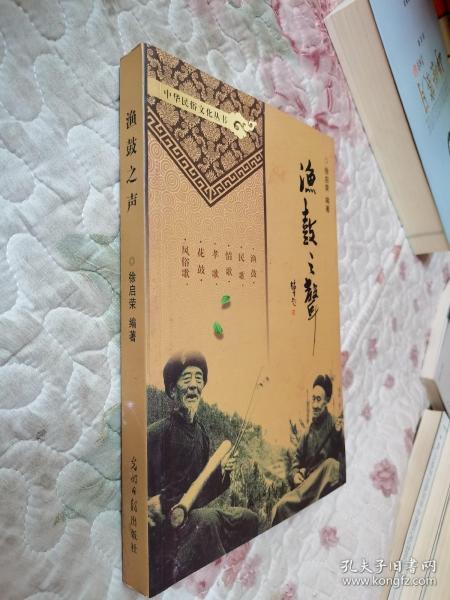 渔鼓之声
◎徐启荣 编著
光明日报出版社
中华民俗文化丛书
◎徐启荣 编著
渔鼓之聲
·渔鼓·
·民歌·
·情歌·
·孝歌·
·花鼓·
·风俗歌·
孔夫子旧书网
www.kongfz.com